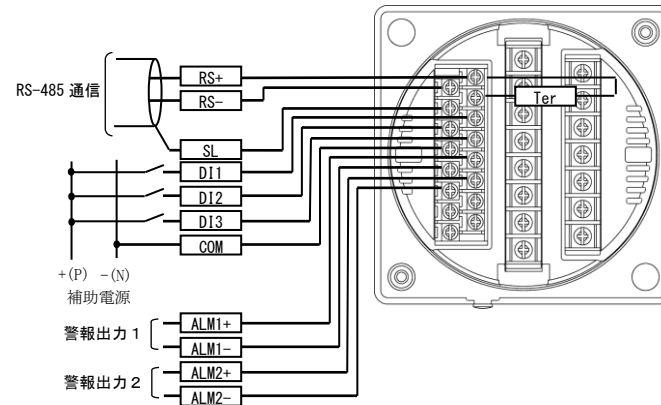 RS-485 通信
RS+
RS-
SL
DI1
DI2
DI3
COM
+(P) -(N)
補助電源
警報出力1
ALM1+
ALM1-
警報出力2
ALM2+
ALM2-
Ter